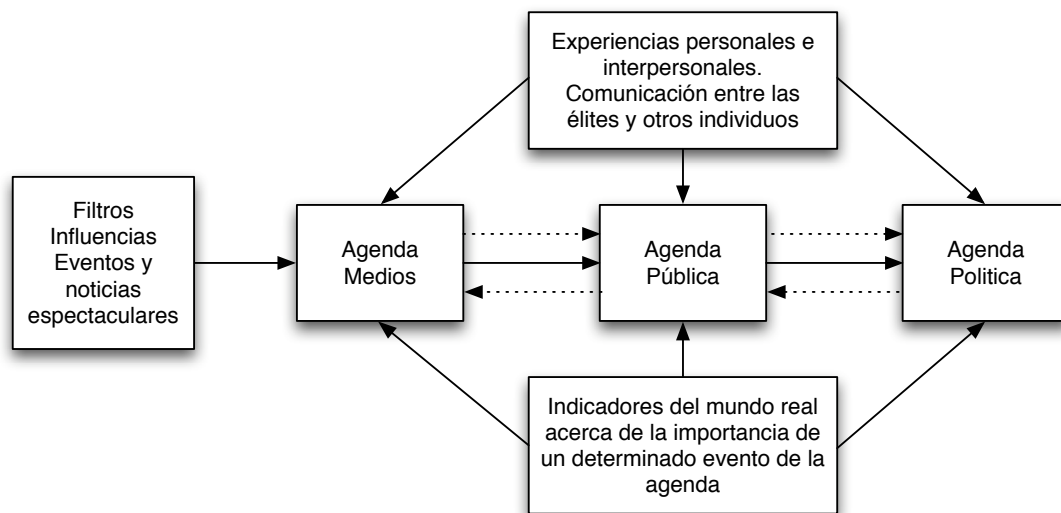 Experiencias personales e
interpersonales.
Comunicación entre las
élites y otros individuos
Filtros
Influencias
Eventos y
noticias
espectaculares
Agenda
Medios
Agenda
Pública
Agenda
Politica
Indicadores del mundo real
acerca de la importancia de
un determinado evento de la
agenda